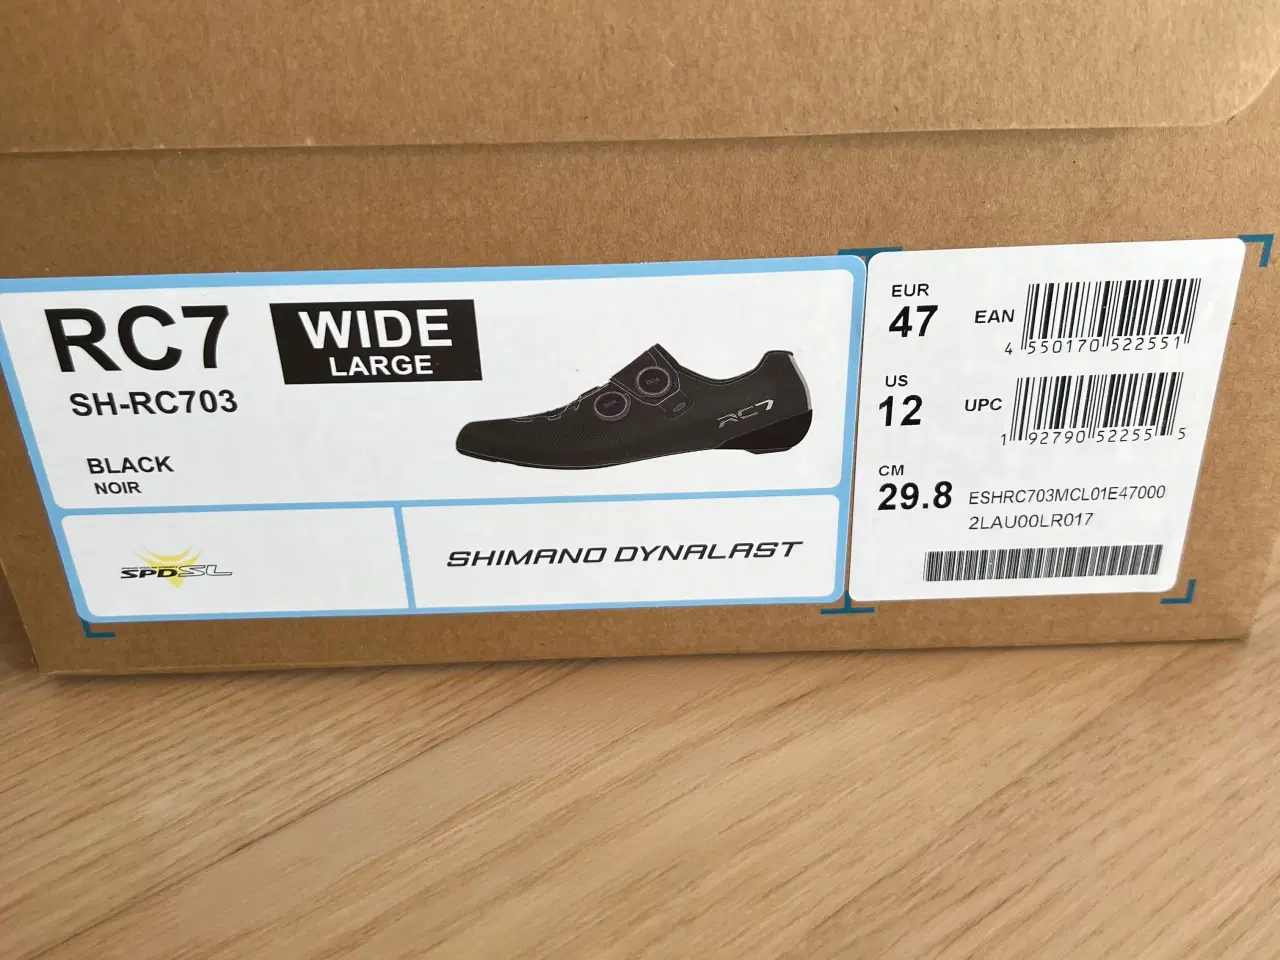 RC7
WIDE
LARGE
SH-RC703
BLACK
NOIR
RC7
SPD-SL
SHIMANO DYNALAST
EUR
47
EAN
4 550170 522551
US
12
UPC
1 92790 52255 5
CM
29.8
ESHRC703MCL01E47000
2LAU00LR017